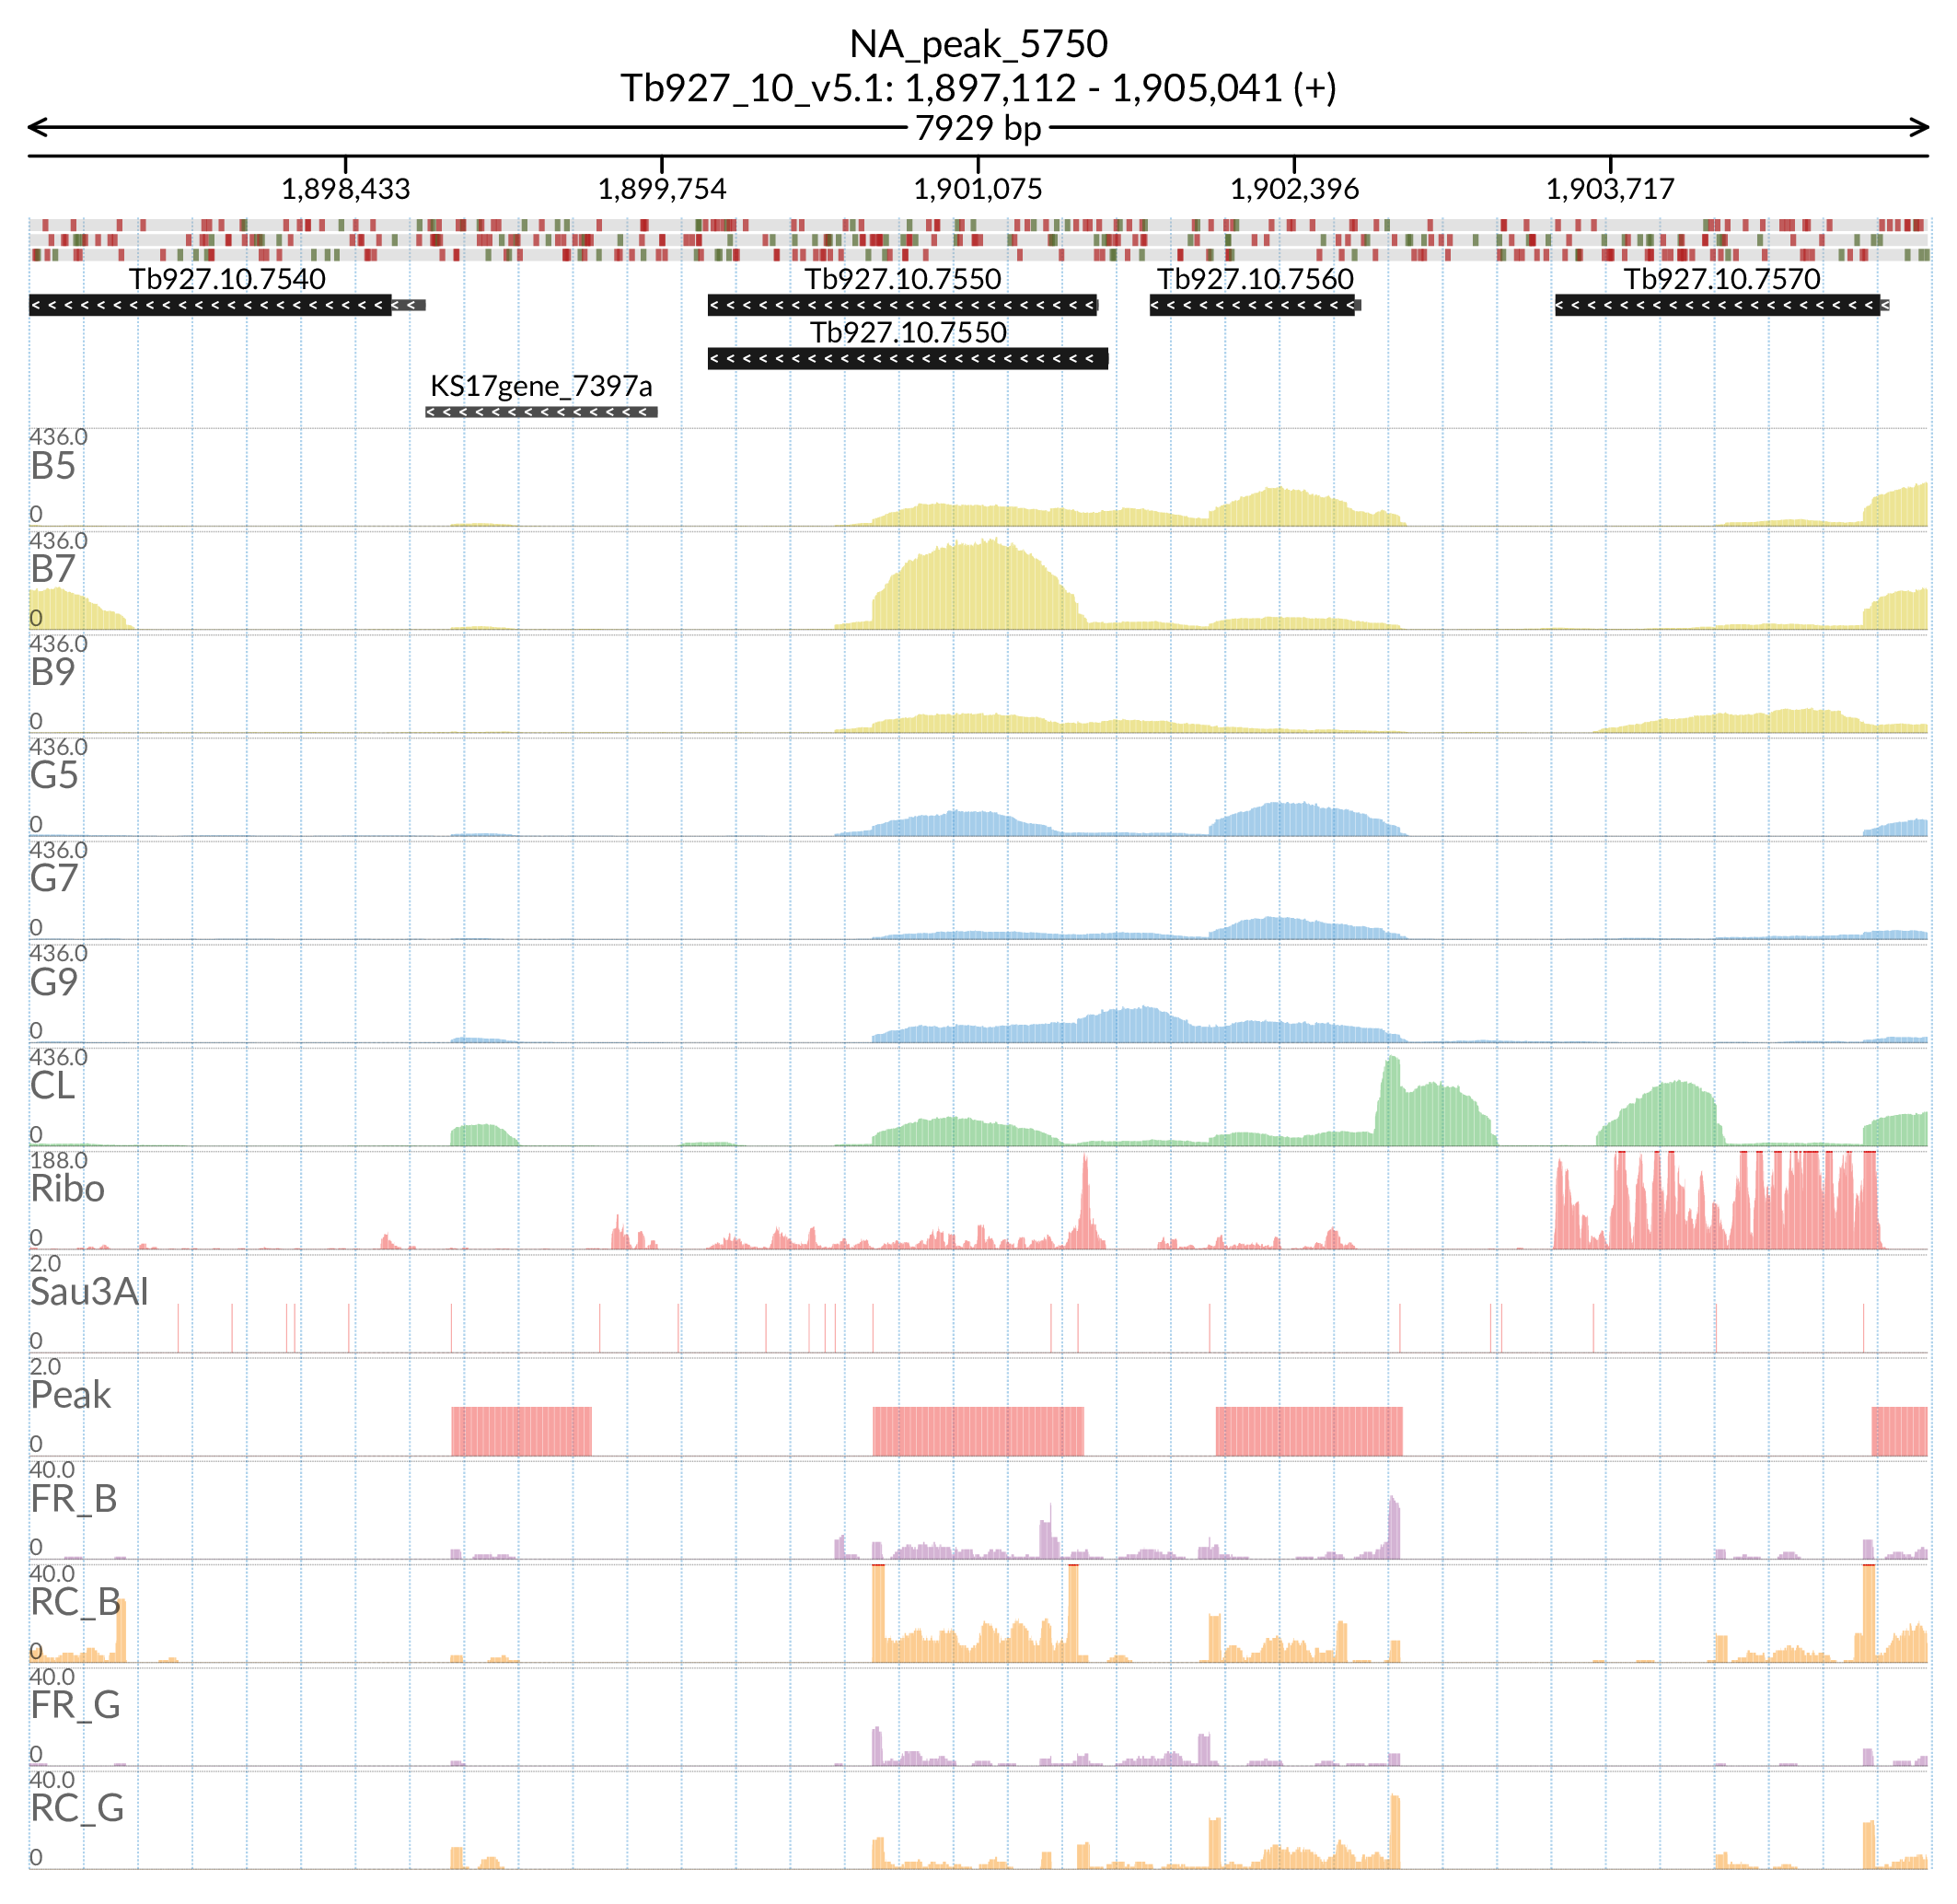 NA_peak_5750
Tb927_10_v5.1: 1,897,112 - 1,905,041 (+)
7929 bp
1,898,433 1,899,754 1,901,075 1,902,396 1,903,717
Tb927.10.7540 Tb927.10.7550 Tb927.10.7560 Tb927.10.7570
Tb927.10.7550
KS17gene_7397a
436.0
B5
0
436.0
B7
0
436.0
B9
0
436.0
G5
0
436.0
G7
0
436.0
G9
0
436.0
CL
0
188.0
Ribo
0
2.0
Sau3AI
0
2.0
Peak
0
40.0
FR_B
0
40.0
RC_B
0
40.0
FR_G
0
40.0
RC_G
0